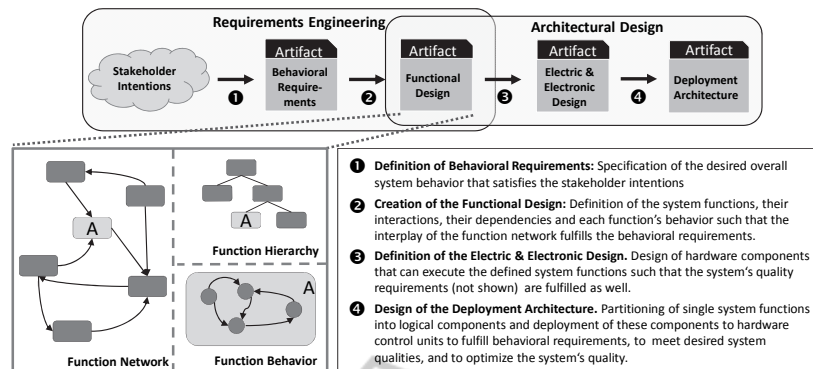 Requirements Engineering
Architectural Design
Stakeholder
Intentions
Artifact
Behavioral
Require-
ments
Artifact
Functional
Design
Artifact
Electric &
Electronic
Design
Artifact
Deployment
Architecture
❶
❷
❸
❹
A
Function Network
A
Function Hierarchy
A
Function Behavior
❶ Definition of Behavioral Requirements: Specification of the desired overall
system behavior that satisfies the stakeholder intentions
❷ Creation of the Functional Design: Definition of the system functions, their
interactions, their dependencies and each function's behavior such that the
interplay of the function network fulfills the behavioral requirements.
❸ Definition of the Electric & Electronic Design. Design of hardware components
that can execute the defined system functions such that the system's quality
requirements (not shown) are fulfilled as well.
❹ Design of the Deployment Architecture. Partitioning of single system functions
into logical components and deployment of these components to hardware
control units to fulfill behavioral requirements, to meet desired system
qualities, and to optimize the system's quality.